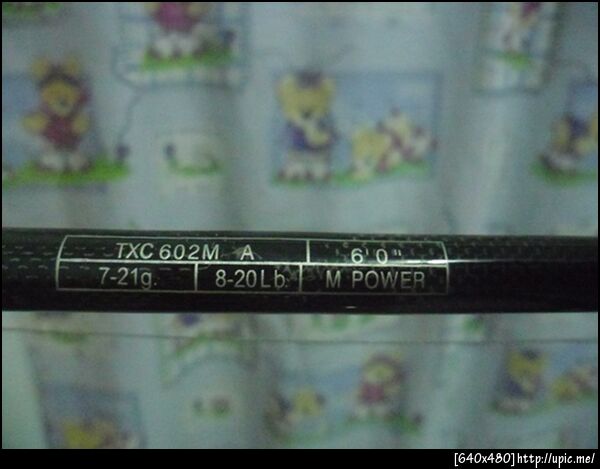 TXC 602M A 6'0"
7-21g. 8-20Lb. M POWER
[640x480]http://upic.me/